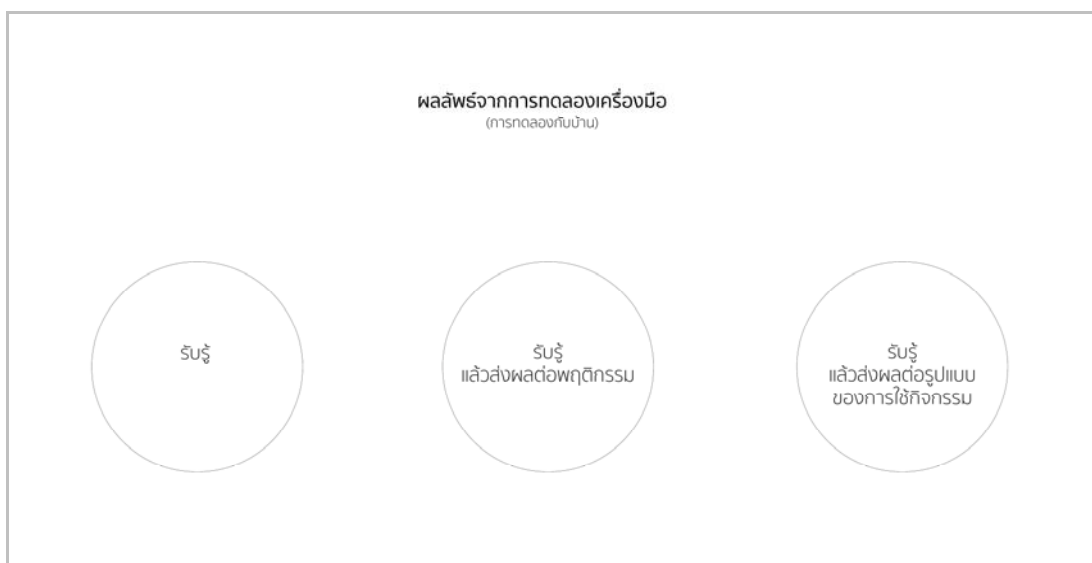 ผลลัพธ์จากการทดลองเครื่องมือ
(การทดลองกับบ้าน)
รับรู้
รับรู้
แล้วส่งผลต่อพฤติกรรม
รับรู้
แล้วส่งผลต่อรูปแบบ
ของการใช้กิจกรรม